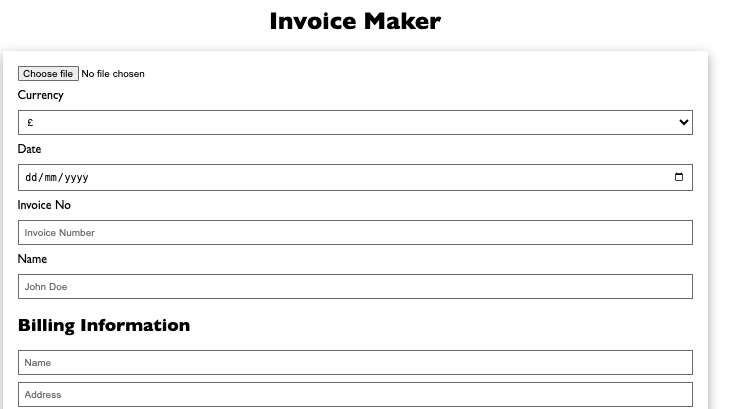 Invoice Maker
Choose file No file chosen
Currency
£
Date
dd/mm/yyyy
Invoice No
Invoice Number
Name
John Doe
Billing Information
Name
Address